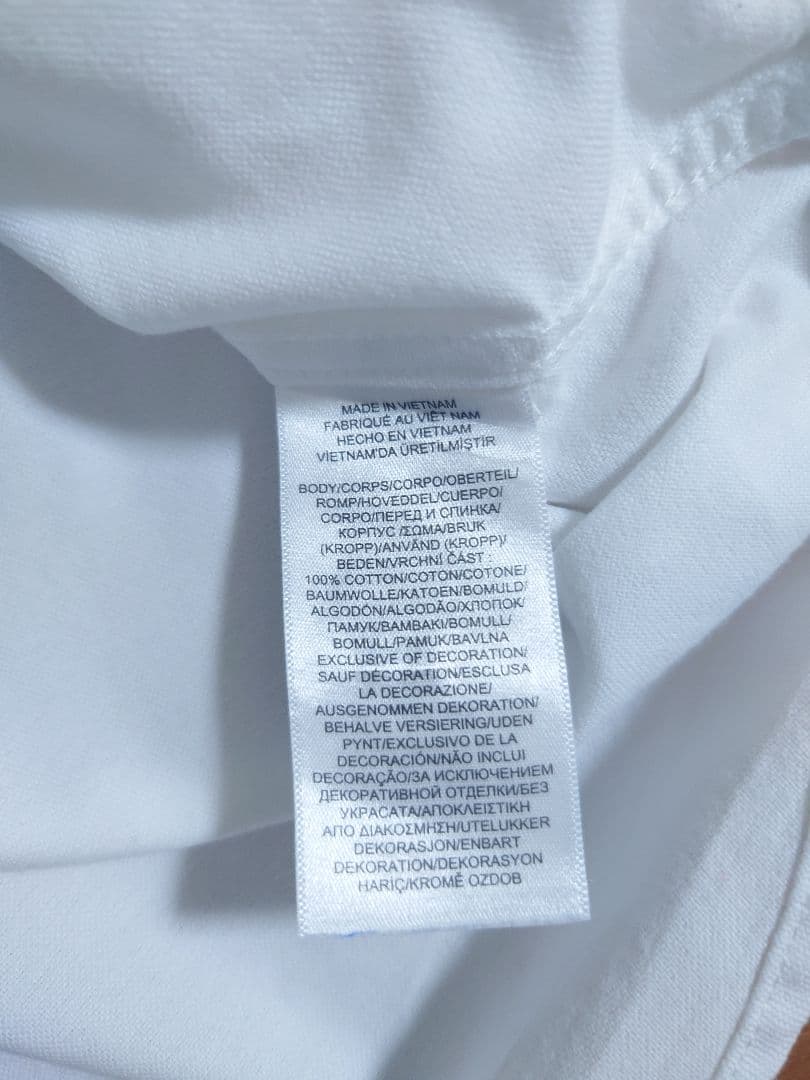 MADE IN VIETNAM
FABRIQUÉ AU VIÊT NAM
HECHO EN VIETNAM
VİETNAM'DA ÜRETİLMİŞTİR
BODY/CORPS/CORPO/OBERTEIL/
ROMP/HOVEDDEL/CUERPO/
CORPO/ПЕРЕД И СПИНКА/
КОРПУС /ΣΩΜΑ/BRUK
(KROPP)/ANVÄND (KROPP)/
BEDEN/VRCHNÍ ČÁST :
100% COTTON/COTON/COTONE/
BAUMWOLLE/KATOEN/BOMULD/
ALGODÓN/ALGODÃO/ХЛОПОК/
ПАМУК/ΒΑΜΒΑΚΙ/BOMULL/
BOMULL/PAMUK/BAVLNA
EXCLUSIVE OF DECORATION/
SAUF DÉCORATION/ESCLUSA
LA DECORAZIONE/
AUSGENOMMEN DEKORATION/
BEHALVE VERSIERING/UDEN
PYNT/EXCLUSIVO DE LA
DECORACIÓN/NÃO INCLUI
DECORAÇÃO/ЗА ИСКЛЮЧЕНИЕМ
ДЕКОРАТИВНОЙ ОТДЕЛКИ/БЕЗ
УКРАСАТА/ΑΠΟΚΛΕΙΣΤΙΚΗ
ΑΠΟ ΔΙΑΚΟΣΜΗΣΗ/UTELUKKER
DEKORASJON/ENBART
DEKORATION/DEKORASYON
HARİÇ/KROMĚ OZDOB